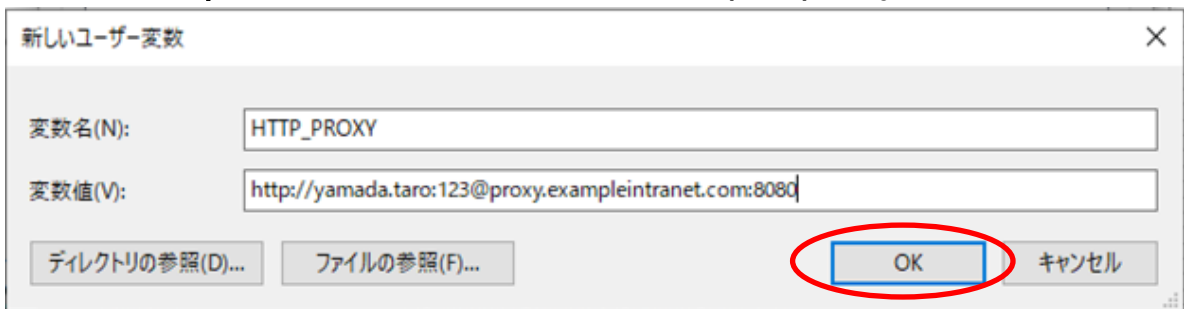 新しいユーザー変数
変数名(N): HTTP_PROXY
変数値(V): http://yamada.taro:123@proxy.exampleintranet.com:8080
ディレクトリの参照(D)... ファイルの参照(F)... OK キャンセル